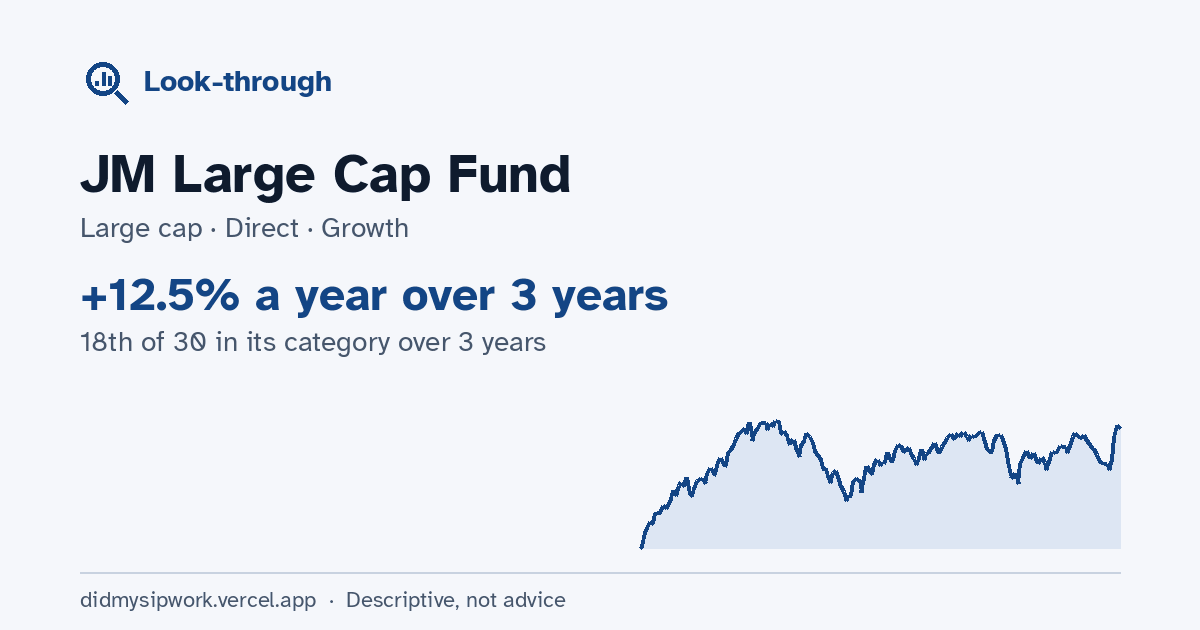 Look-through
JM Large Cap Fund
Large cap · Direct · Growth
+12.5% a year over 3 years
18th of 30 in its category over 3 years
didmysipwork.vercel.app · Descriptive, not advice